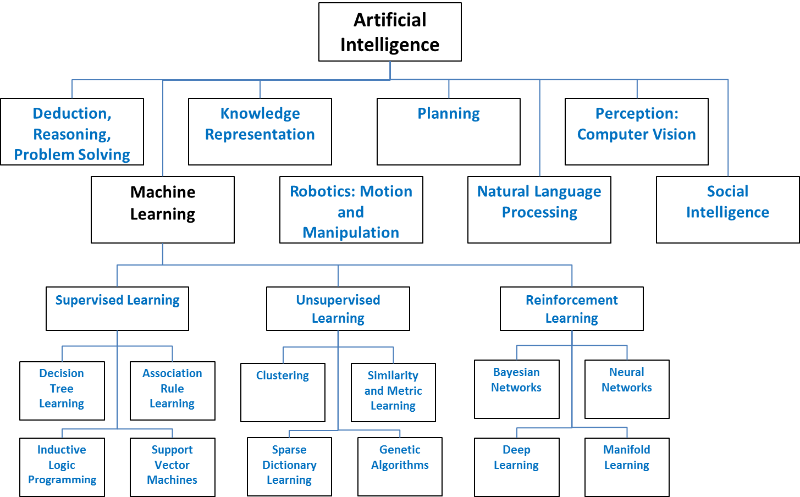 Artificial
Intelligence
Deduction,
Reasoning,
Problem Solving
Knowledge
Representation
Planning
Perception:
Computer Vision
Machine
Learning
Robotics: Motion
and
Manipulation
Natural Language
Processing
Social
Intelligence
Supervised Learning
Unsupervised
Learning
Reinforcement
Learning
Decision
Tree
Learning
Association
Rule
Learning
Clustering
Similarity
and Metric
Learning
Bayesian
Networks
Neural
Networks
Inductive
Logic
Programming
Support
Vector
Machines
Sparse
Dictionary
Learning
Genetic
Algorithms
Deep
Learning
Manifold
Learning